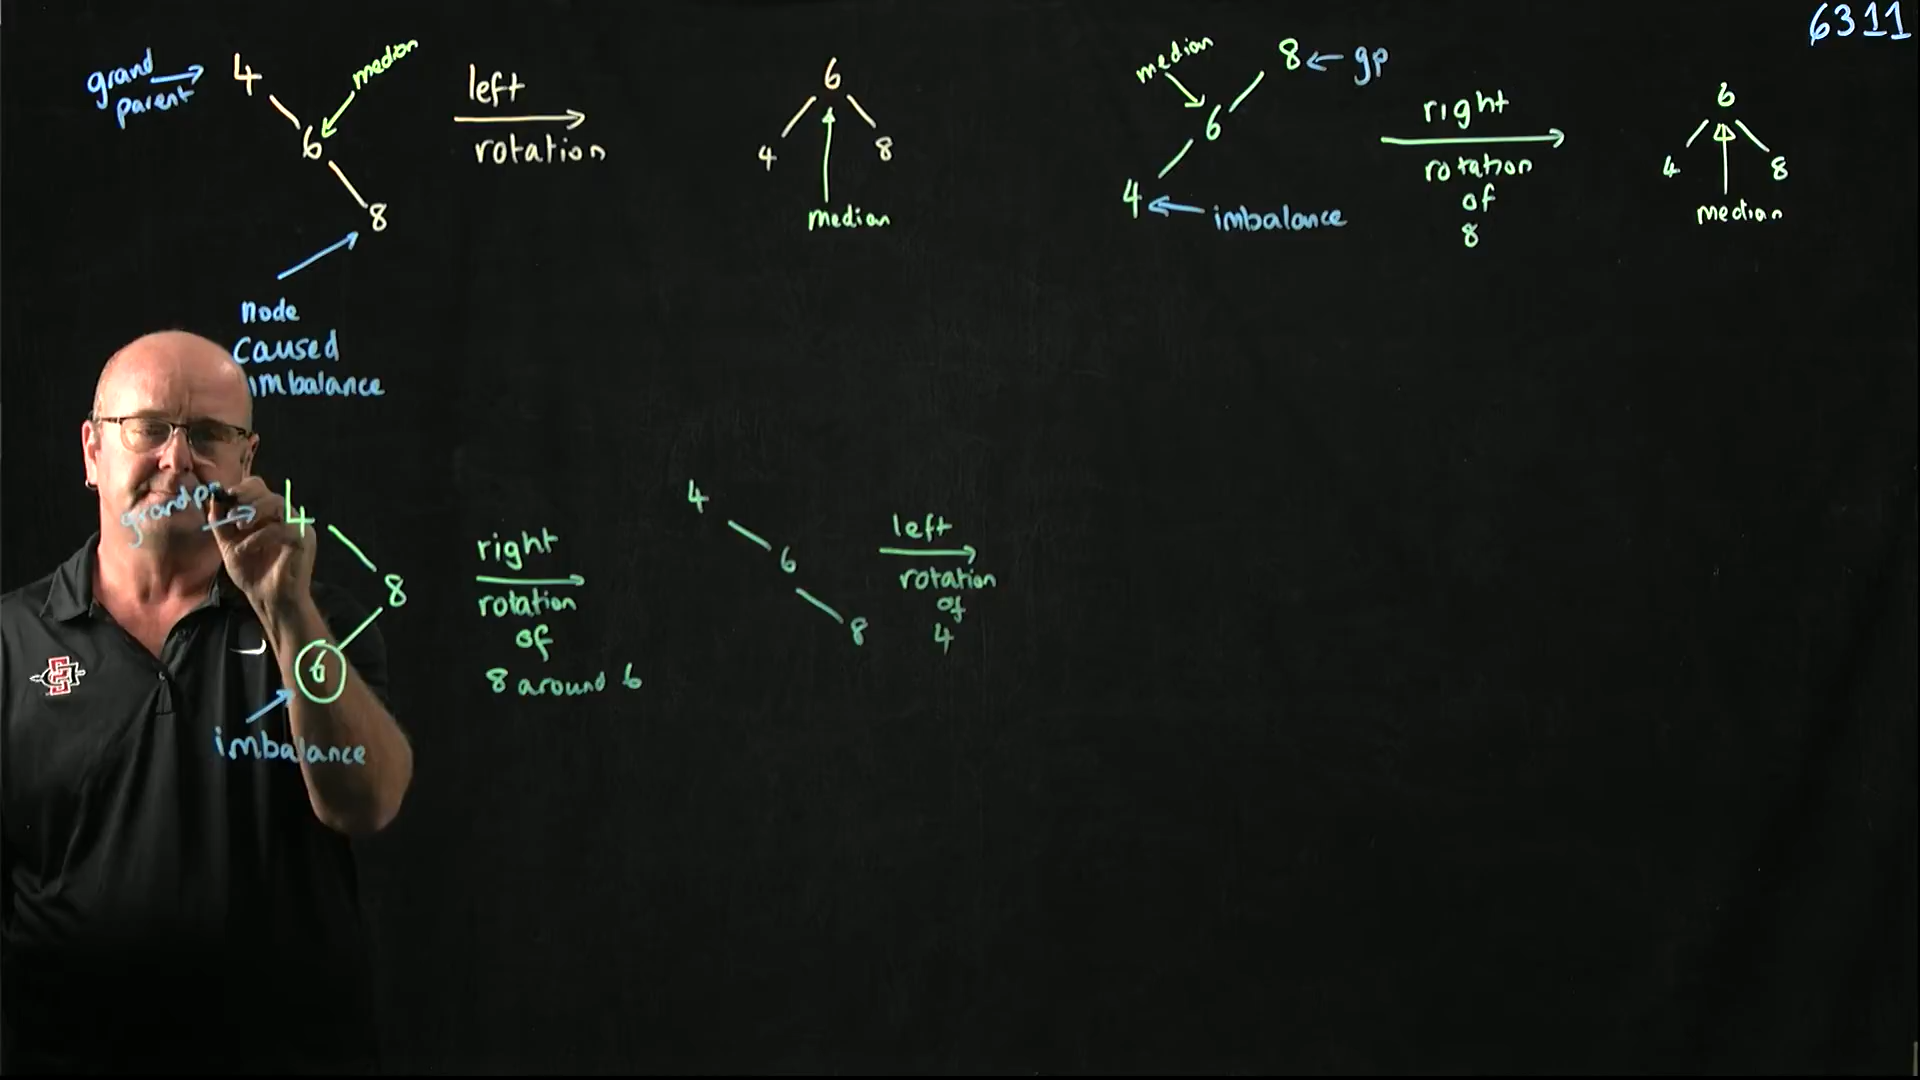 6311
grand
parent
4
6
8
median
node
caused
imbalance
left
rotation
6
4 8
median
median
8
gp
6
4
imbalance
right
rotation
of
8
6
4 8
median
grandp
4
8
6
imbalance
right
rotation
of
8 around 6
4
6
8
left
rotation
of
4